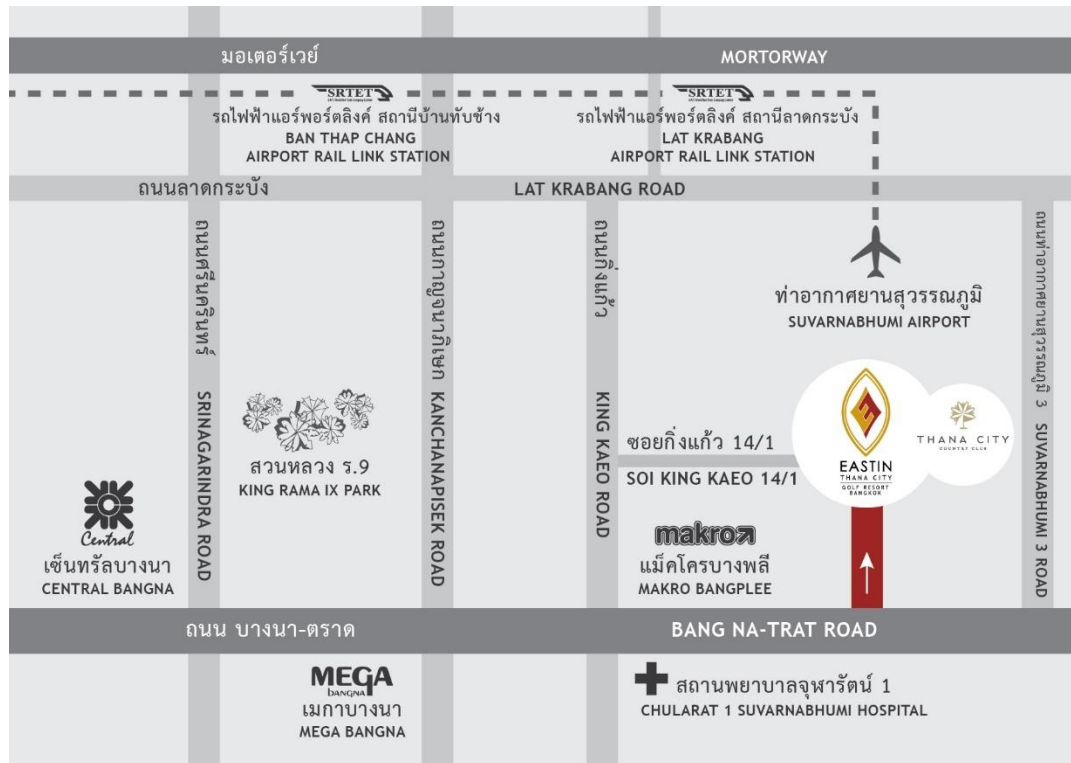 มอเตอร์เวย์
MORTORWAY
SRTET
SRTET
รถไฟฟ้าแอร์พอร์ตลิงค์ สถานีบ้านทับช้าง
BAN THAP CHANG
AIRPORT RAIL LINK STATION
รถไฟฟ้าแอร์พอร์ตลิงค์ สถานีลาดกระบัง
LAT KRABANG
AIRPORT RAIL LINK STATION
ถนนลาดกระบัง
LAT KRABANG ROAD
ถนนศรีนครินทร์ SRINAGARINDRA ROAD
ถนนกาญจนาภิเษก KANCHANAPISEK ROAD
ถนนกิ่งแก้ว KING KAEO ROAD
ถนนท่าอากาศยานสุวรรณภูมิ 3 SUVARNABHUMI 3 ROAD
ท่าอากาศยานสุวรรณภูมิ
SUVARNABHUMI AIRPORT
สวนหลวง ร.9
KING RAMA IX PARK
ซอยกิ่งแก้ว 14/1
SOI KING KAEO 14/1
EASTIN
THANA CITY
GOLF RESORT
BANGKOK
THANA CITY
COUNTRY CLUB
Central
เซ็นทรัลบางนา
CENTRAL BANGNA
makro
แม็คโครบางพลี
MAKRO BANGPLEE
ถนน บางนา-ตราด
BANG NA-TRAT ROAD
MEGA
BANGNA
เมกาบางนา
MEGA BANGNA
สถานพยาบาลจุฬารัตน์ 1
CHULARAT 1 SUVARNABHUMI HOSPITAL